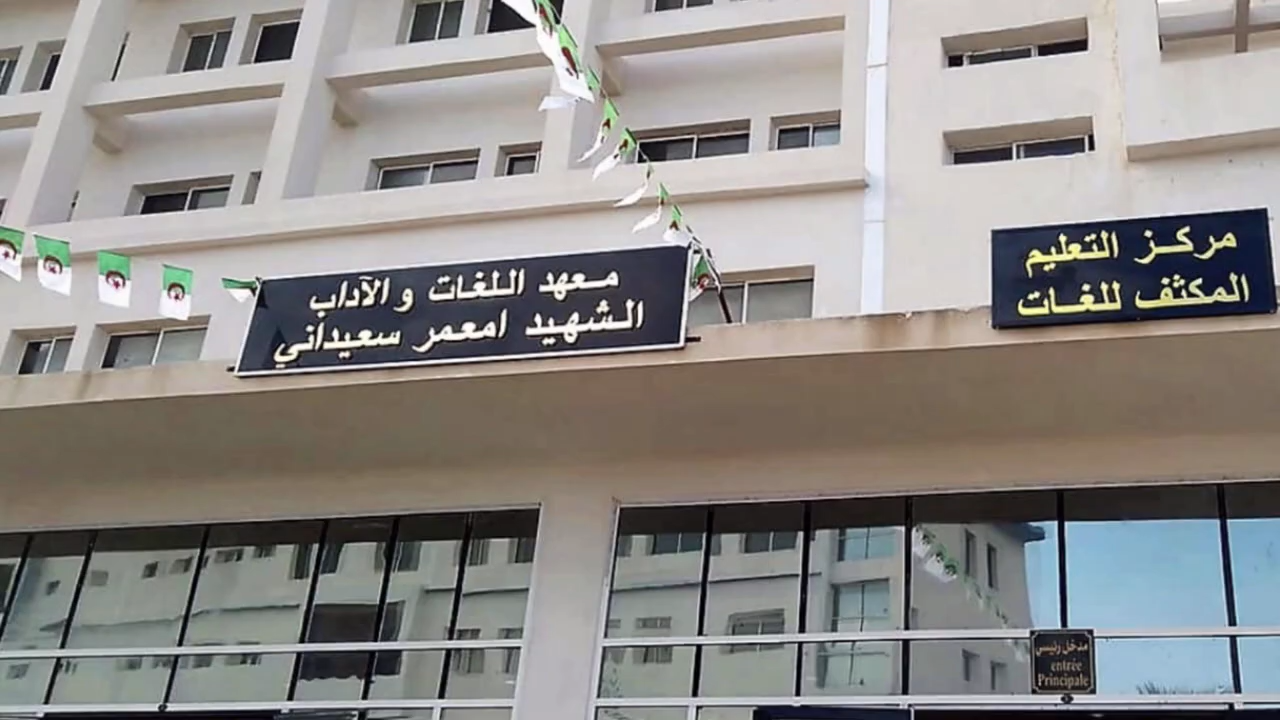 معهد اللغات و الآداب
الشهيد امعمر سعيداني
مركز التعليم
المكثف للغات
مدخل رئيسي
entrée
Principale